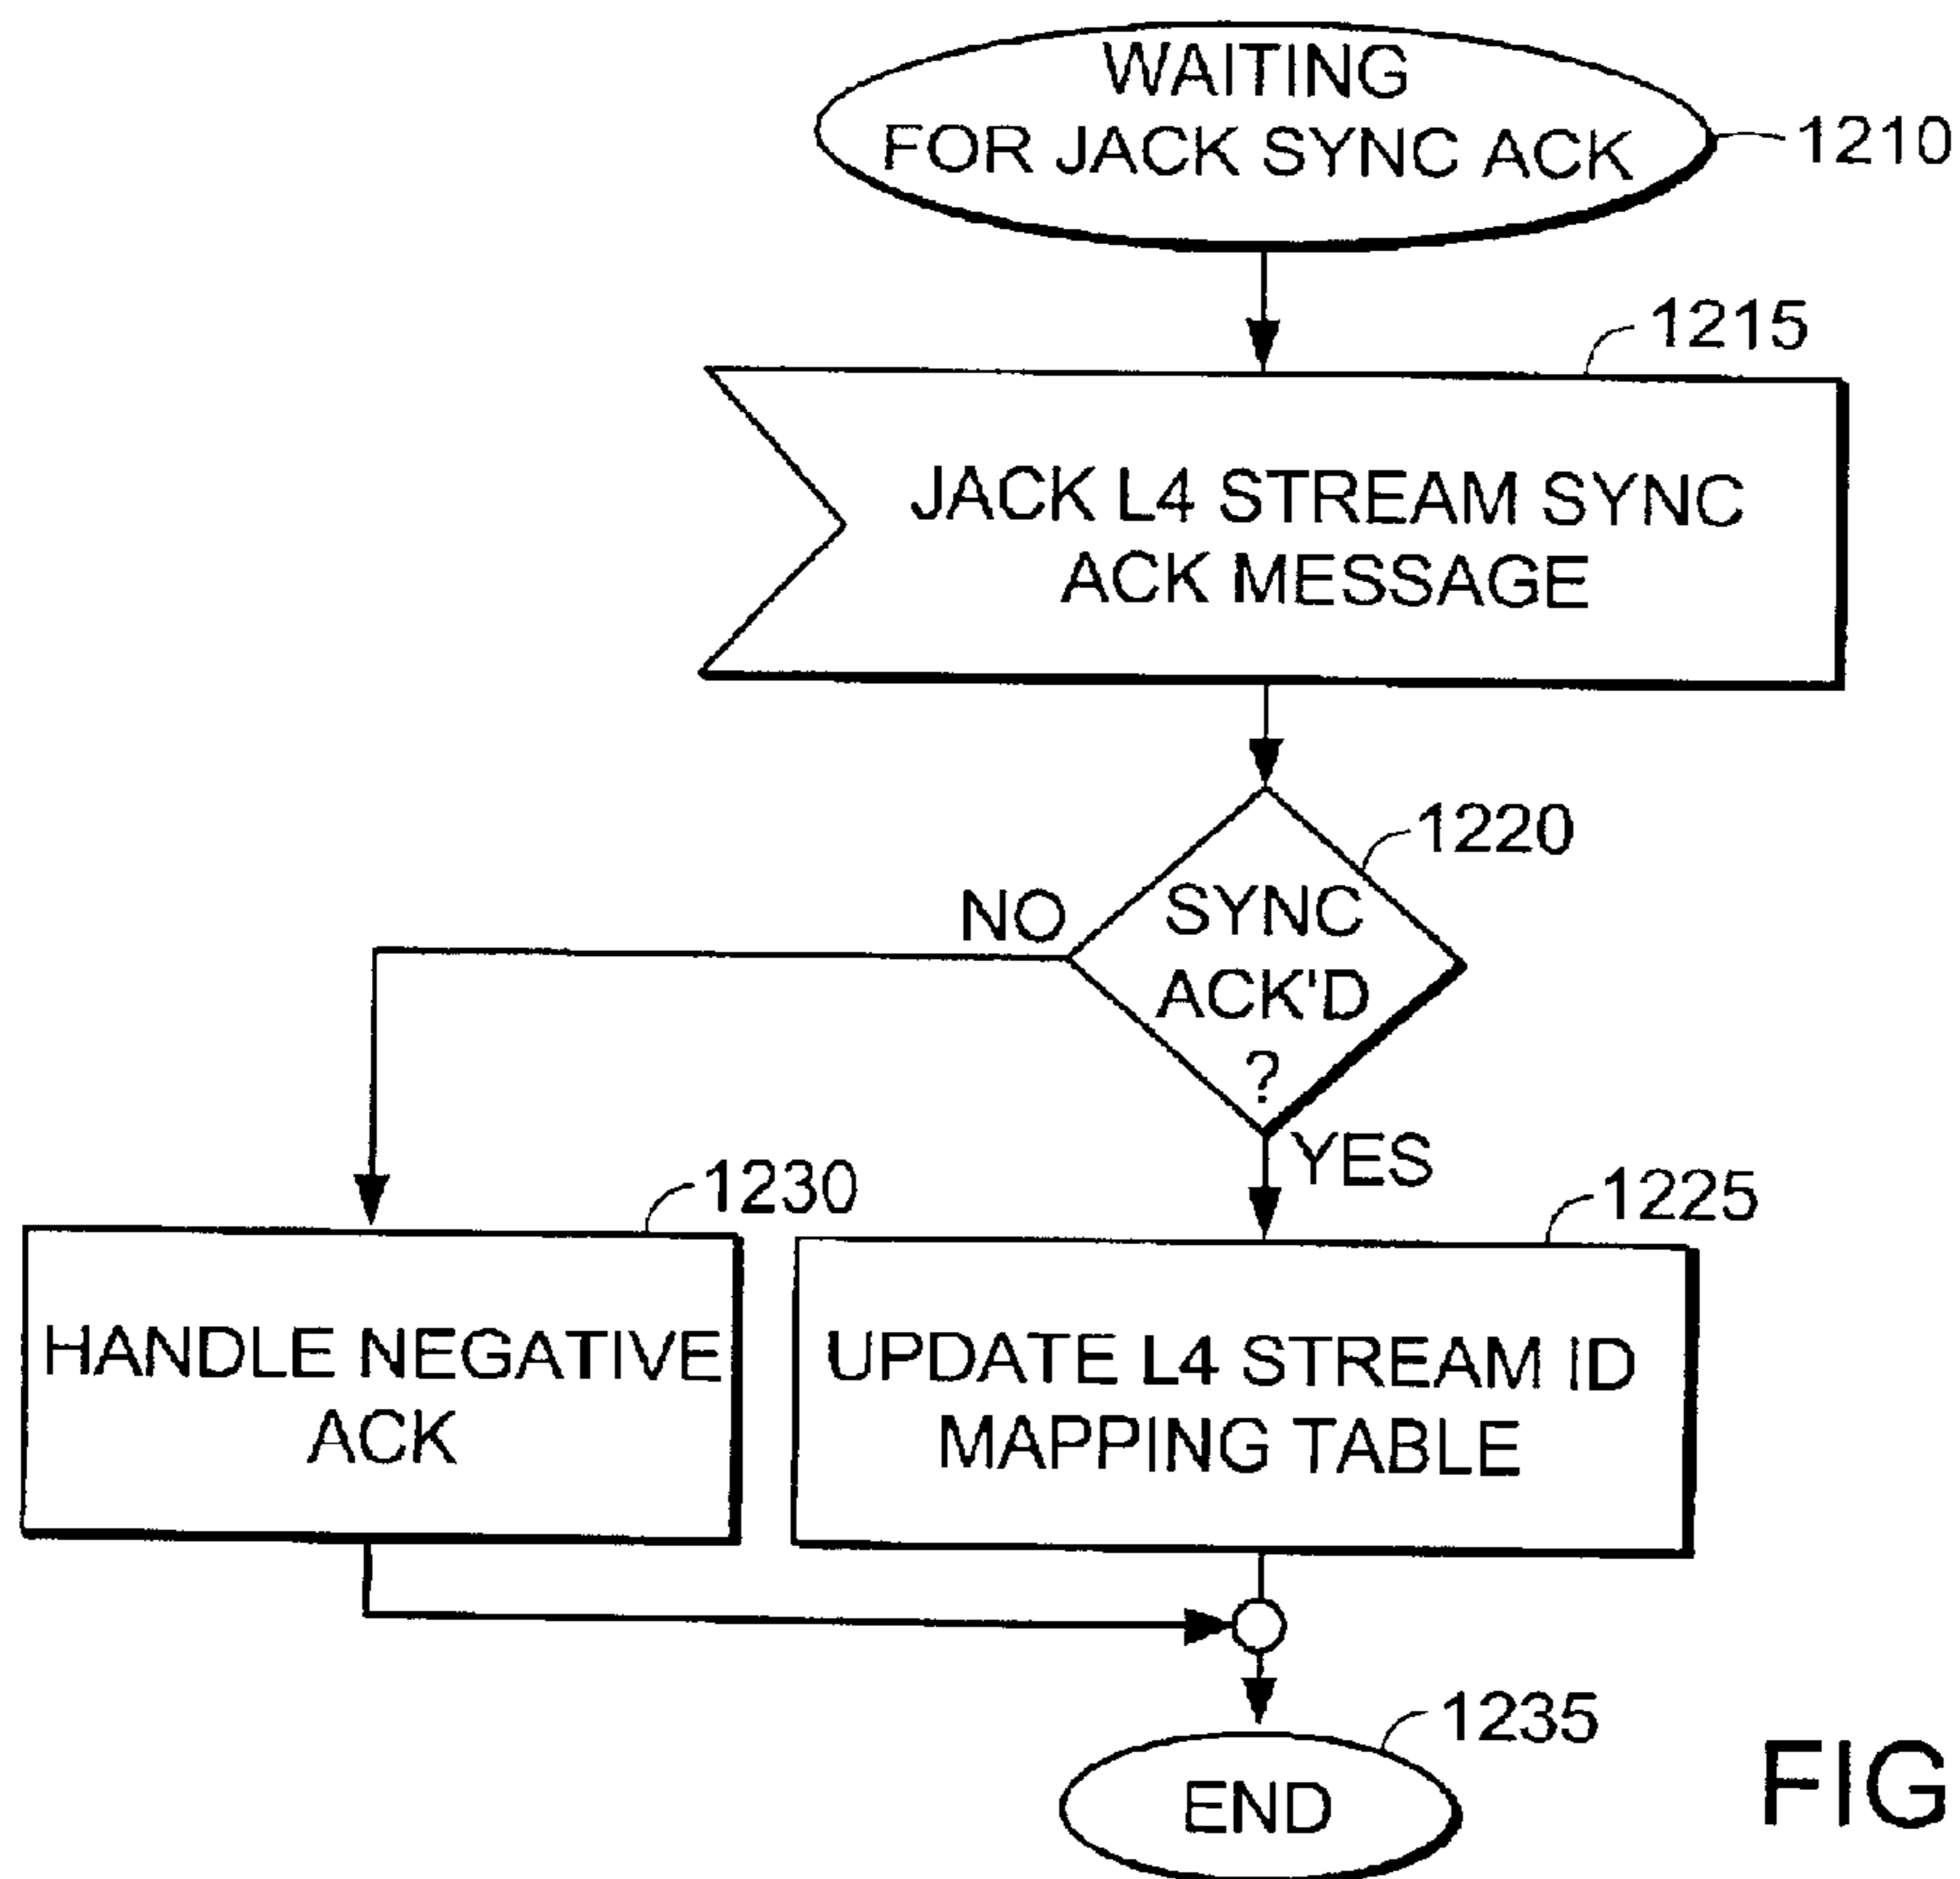 WAITING
FOR JACK SYNC ACK
1210
1215
JACK L4 STREAM SYNC
ACK MESSAGE
1220
NO
SYNC
ACK'D
?
YES
1230
1225
HANDLE NEGATIVE
ACK
UPDATE L4 STREAM ID
MAPPING TABLE
1235
END
FIG